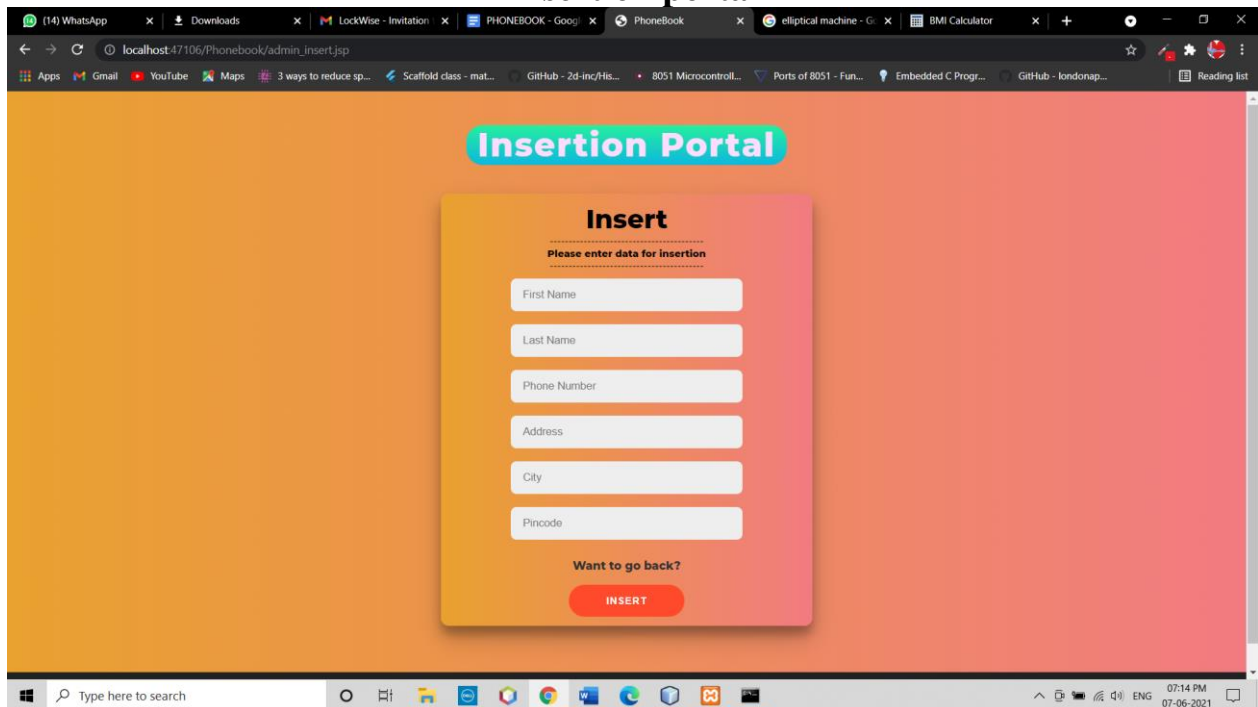 (14) WhatsApp
Downloads
LockWise - Invitation
PHONEBOOK - Googl
PhoneBook
elliptical machine - Go
BMI Calculator
localhost:47106/Phonebook/admin_insert.jsp
Apps
Gmail
YouTube
Maps
3 ways to reduce sp...
Scaffold class - mat...
GitHub - 2d-inc/His...
8051 Microcontroll...
Ports of 8051 - Fun...
Embedded C Progr...
GitHub - londonap...
Reading list
Insertion Portal
Insert
Please enter data for insertion
First Name
Last Name
Phone Number
Address
City
Pincode
Want to go back?
INSERT
Type here to search
ENG
07:14 PM
07-06-2021